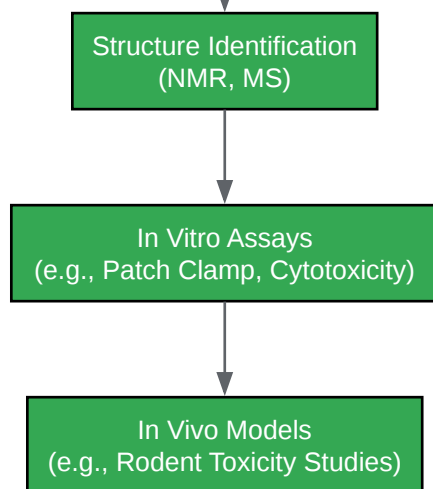 Structure Identification
(NMR, MS)
In Vitro Assays
(e.g., Patch Clamp, Cytotoxicity)
In Vivo Models
(e.g., Rodent Toxicity Studies)